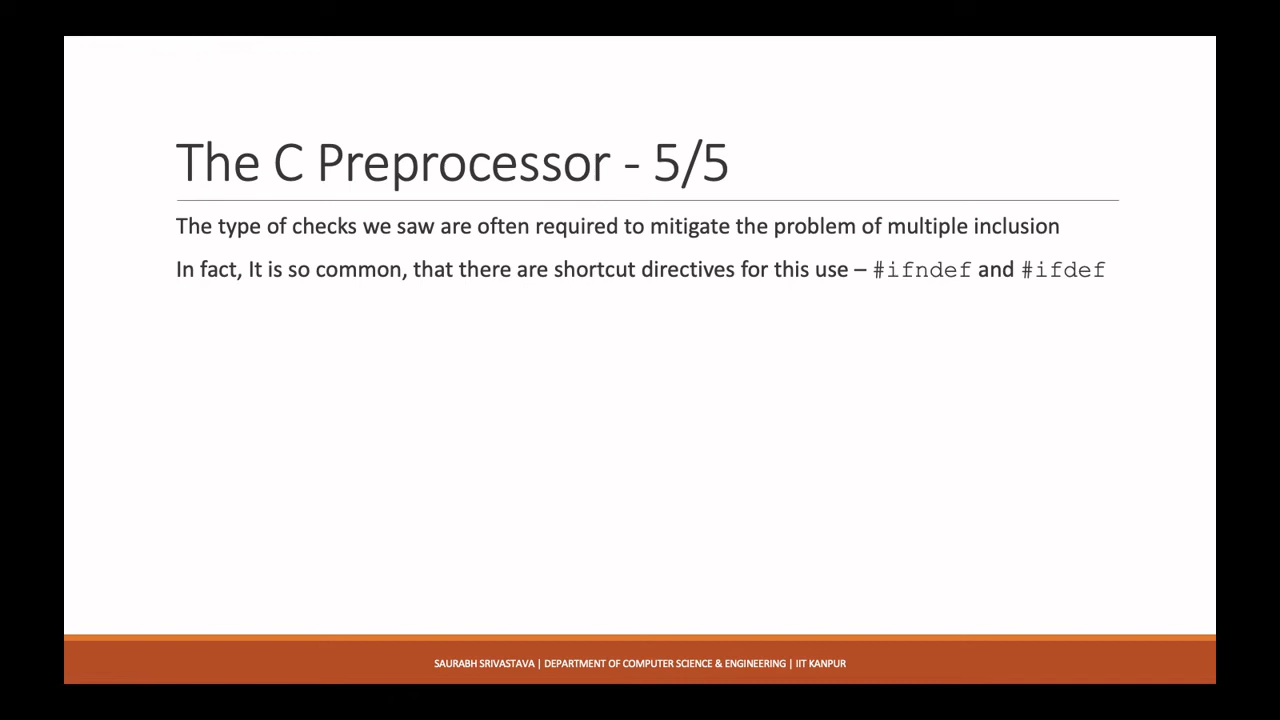 The C Preprocessor - 5/5
The type of checks we saw are often required to mitigate the problem of multiple inclusion
In fact, It is so common, that there are shortcut directives for this use – #ifndef and #ifdef
SAURABH SRIVASTAVA | DEPARTMENT OF COMPUTER SCIENCE & ENGINEERING | IIT KANPUR